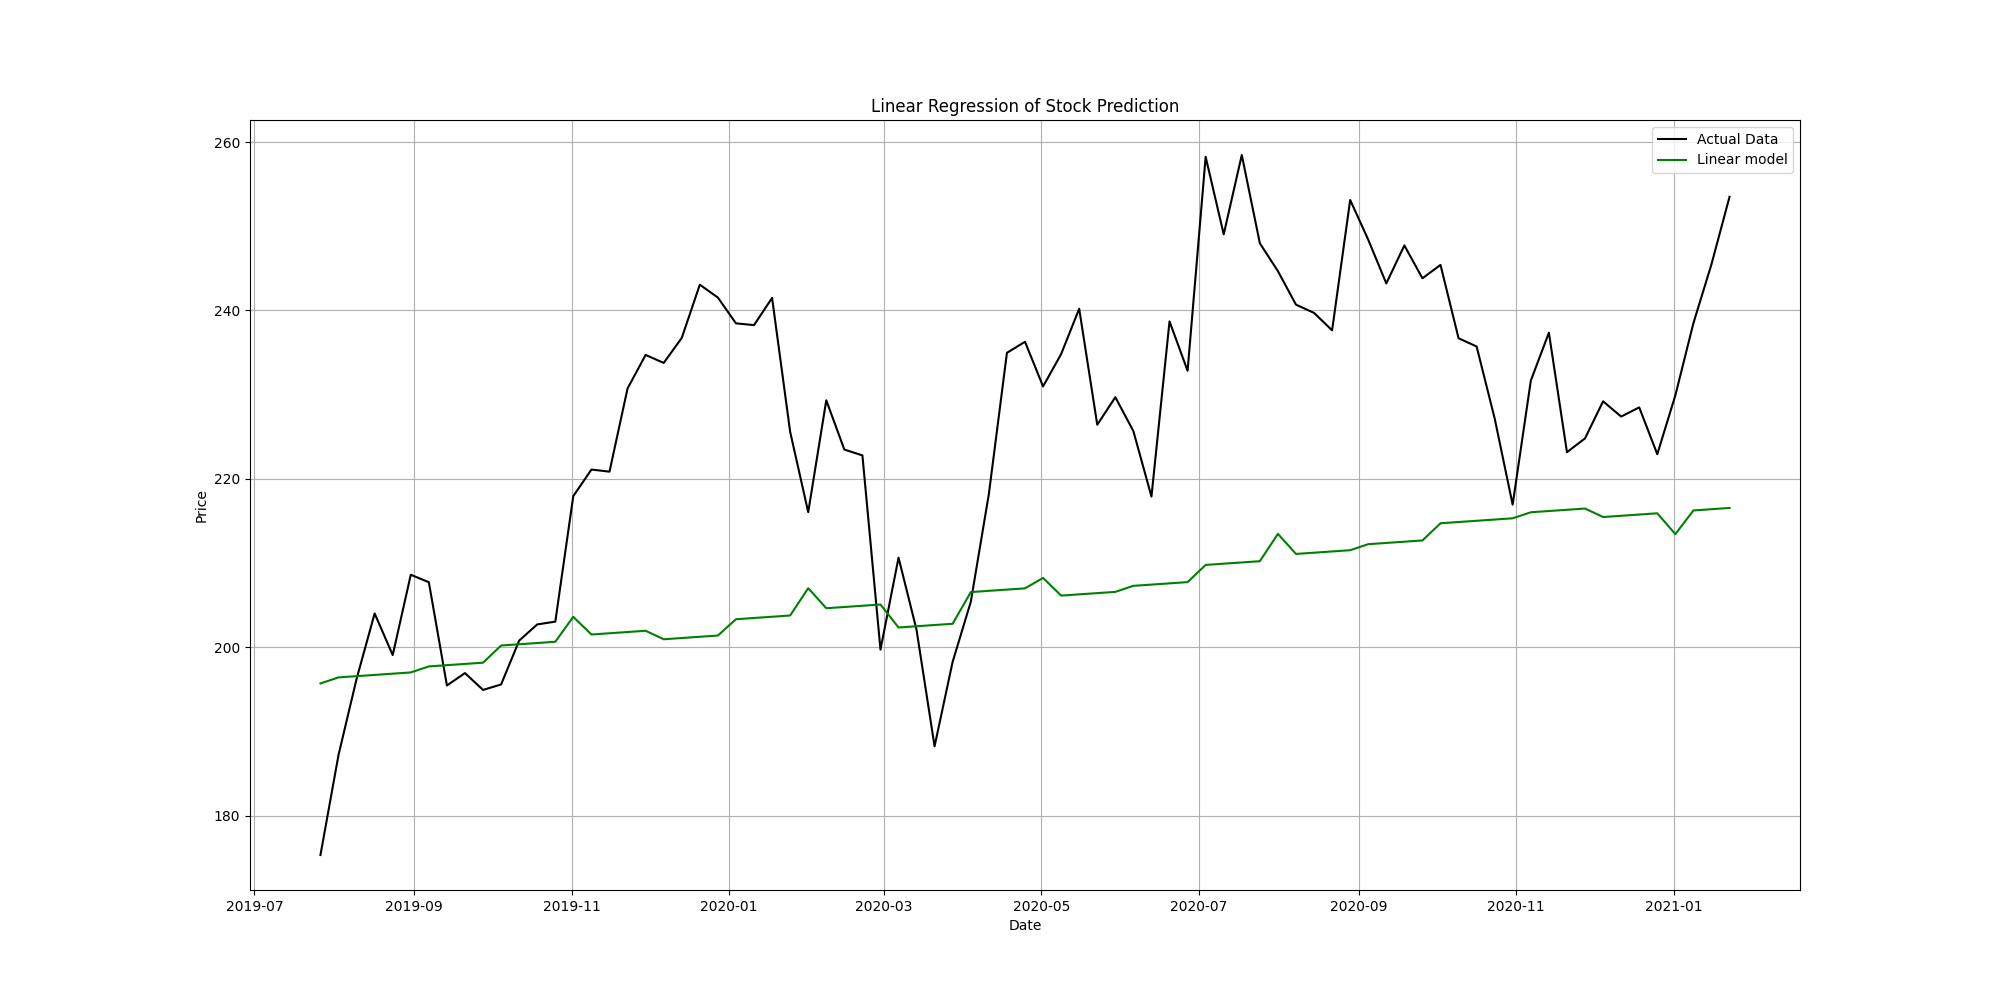 Linear Regression of Stock Prediction
Actual Data
Linear model
260
240
220
200
180
Price
2019-07 2019-09 2019-11 2020-01 2020-03 2020-05 2020-07 2020-09 2020-11 2021-01
Date